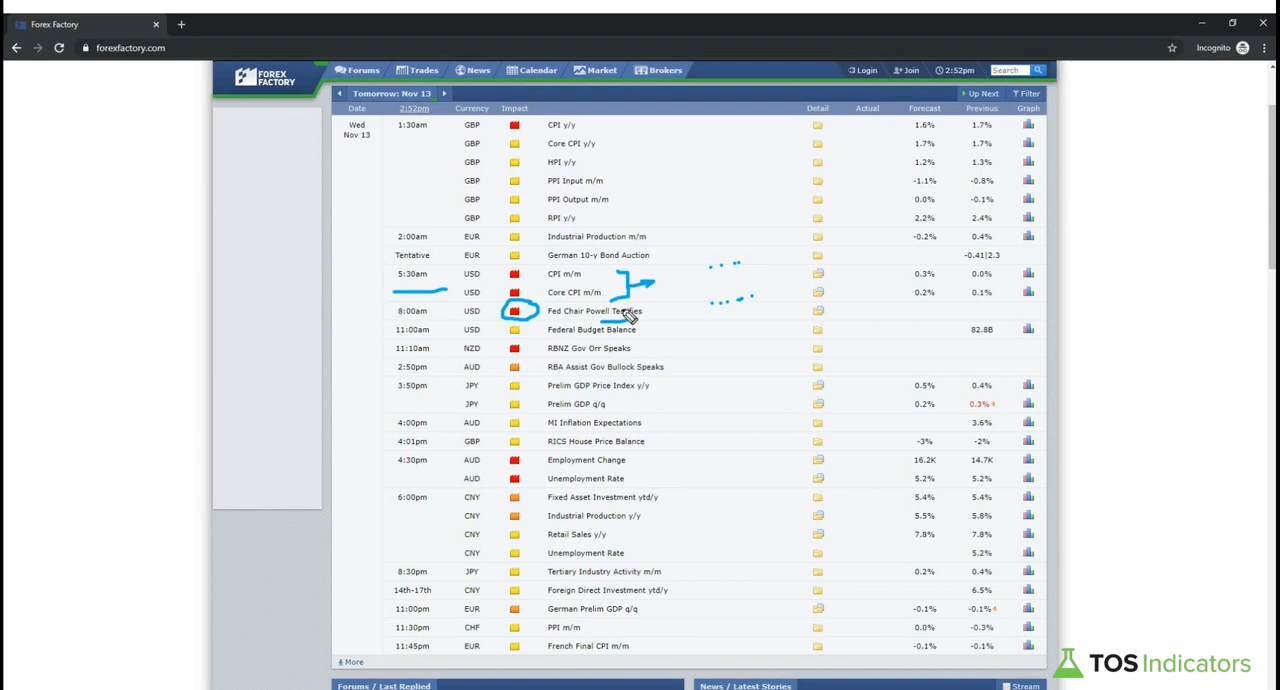 Forex Factory
forexfactory.com
Incognito
FOREX FACTORY Forums Trades News Calendar Market Brokers Login Join 2:52pm Search
Tomorrow: Nov 13 Up Next Filter
Date 2:52pm Currency Impact Detail Actual Forecast Previous Graph
Wed Nov 13 1:30am GBP CPI y/y 1.6% 1.7%
GBP Core CPI y/y 1.7% 1.7%
GBP HPI y/y 1.2% 1.3%
GBP PPI Input m/m -1.1% -0.8%
GBP PPI Output m/m 0.0% -0.1%
GBP RPI y/y 2.2% 2.4%
2:00am EUR Industrial Production m/m -0.2% 0.4%
Tentative EUR German 10-y Bond Auction -0.41|2.3
5:30am USD CPI m/m 0.3% 0.0%
USD Core CPI m/m 0.2% 0.1%
8:00am USD Fed Chair Powell Testifies
11:00am USD Federal Budget Balance 82.8B
11:10am NZD RBNZ Gov Orr Speaks
2:50pm AUD RBA Assist Gov Bullock Speaks
3:50pm JPY Prelim GDP Price Index y/y 0.5% 0.4%
JPY Prelim GDP q/q 0.2% 0.3%
4:00pm AUD MI Inflation Expectations 3.6%
4:01pm GBP RICS House Price Balance -3% -2%
4:30pm AUD Employment Change 16.2K 14.7K
AUD Unemployment Rate 5.2% 5.2%
6:00pm CNY Fixed Asset Investment ytd/y 5.4% 5.4%
CNY Industrial Production y/y 5.5% 5.8%
CNY Retail Sales y/y 7.8% 7.8%
CNY Unemployment Rate 5.2%
8:30pm JPY Tertiary Industry Activity m/m 0.2% 0.4%
14th-17th CNY Foreign Direct Investment ytd/y 6.5%
11:00pm EUR German Prelim GDP q/q -0.1% -0.1%
11:30pm CHF PPI m/m 0.0% -0.3%
11:45pm EUR French Final CPI m/m -0.1% -0.1%
More
Forums / Last Replied News / Latest Stories Stream
TOS Indicators